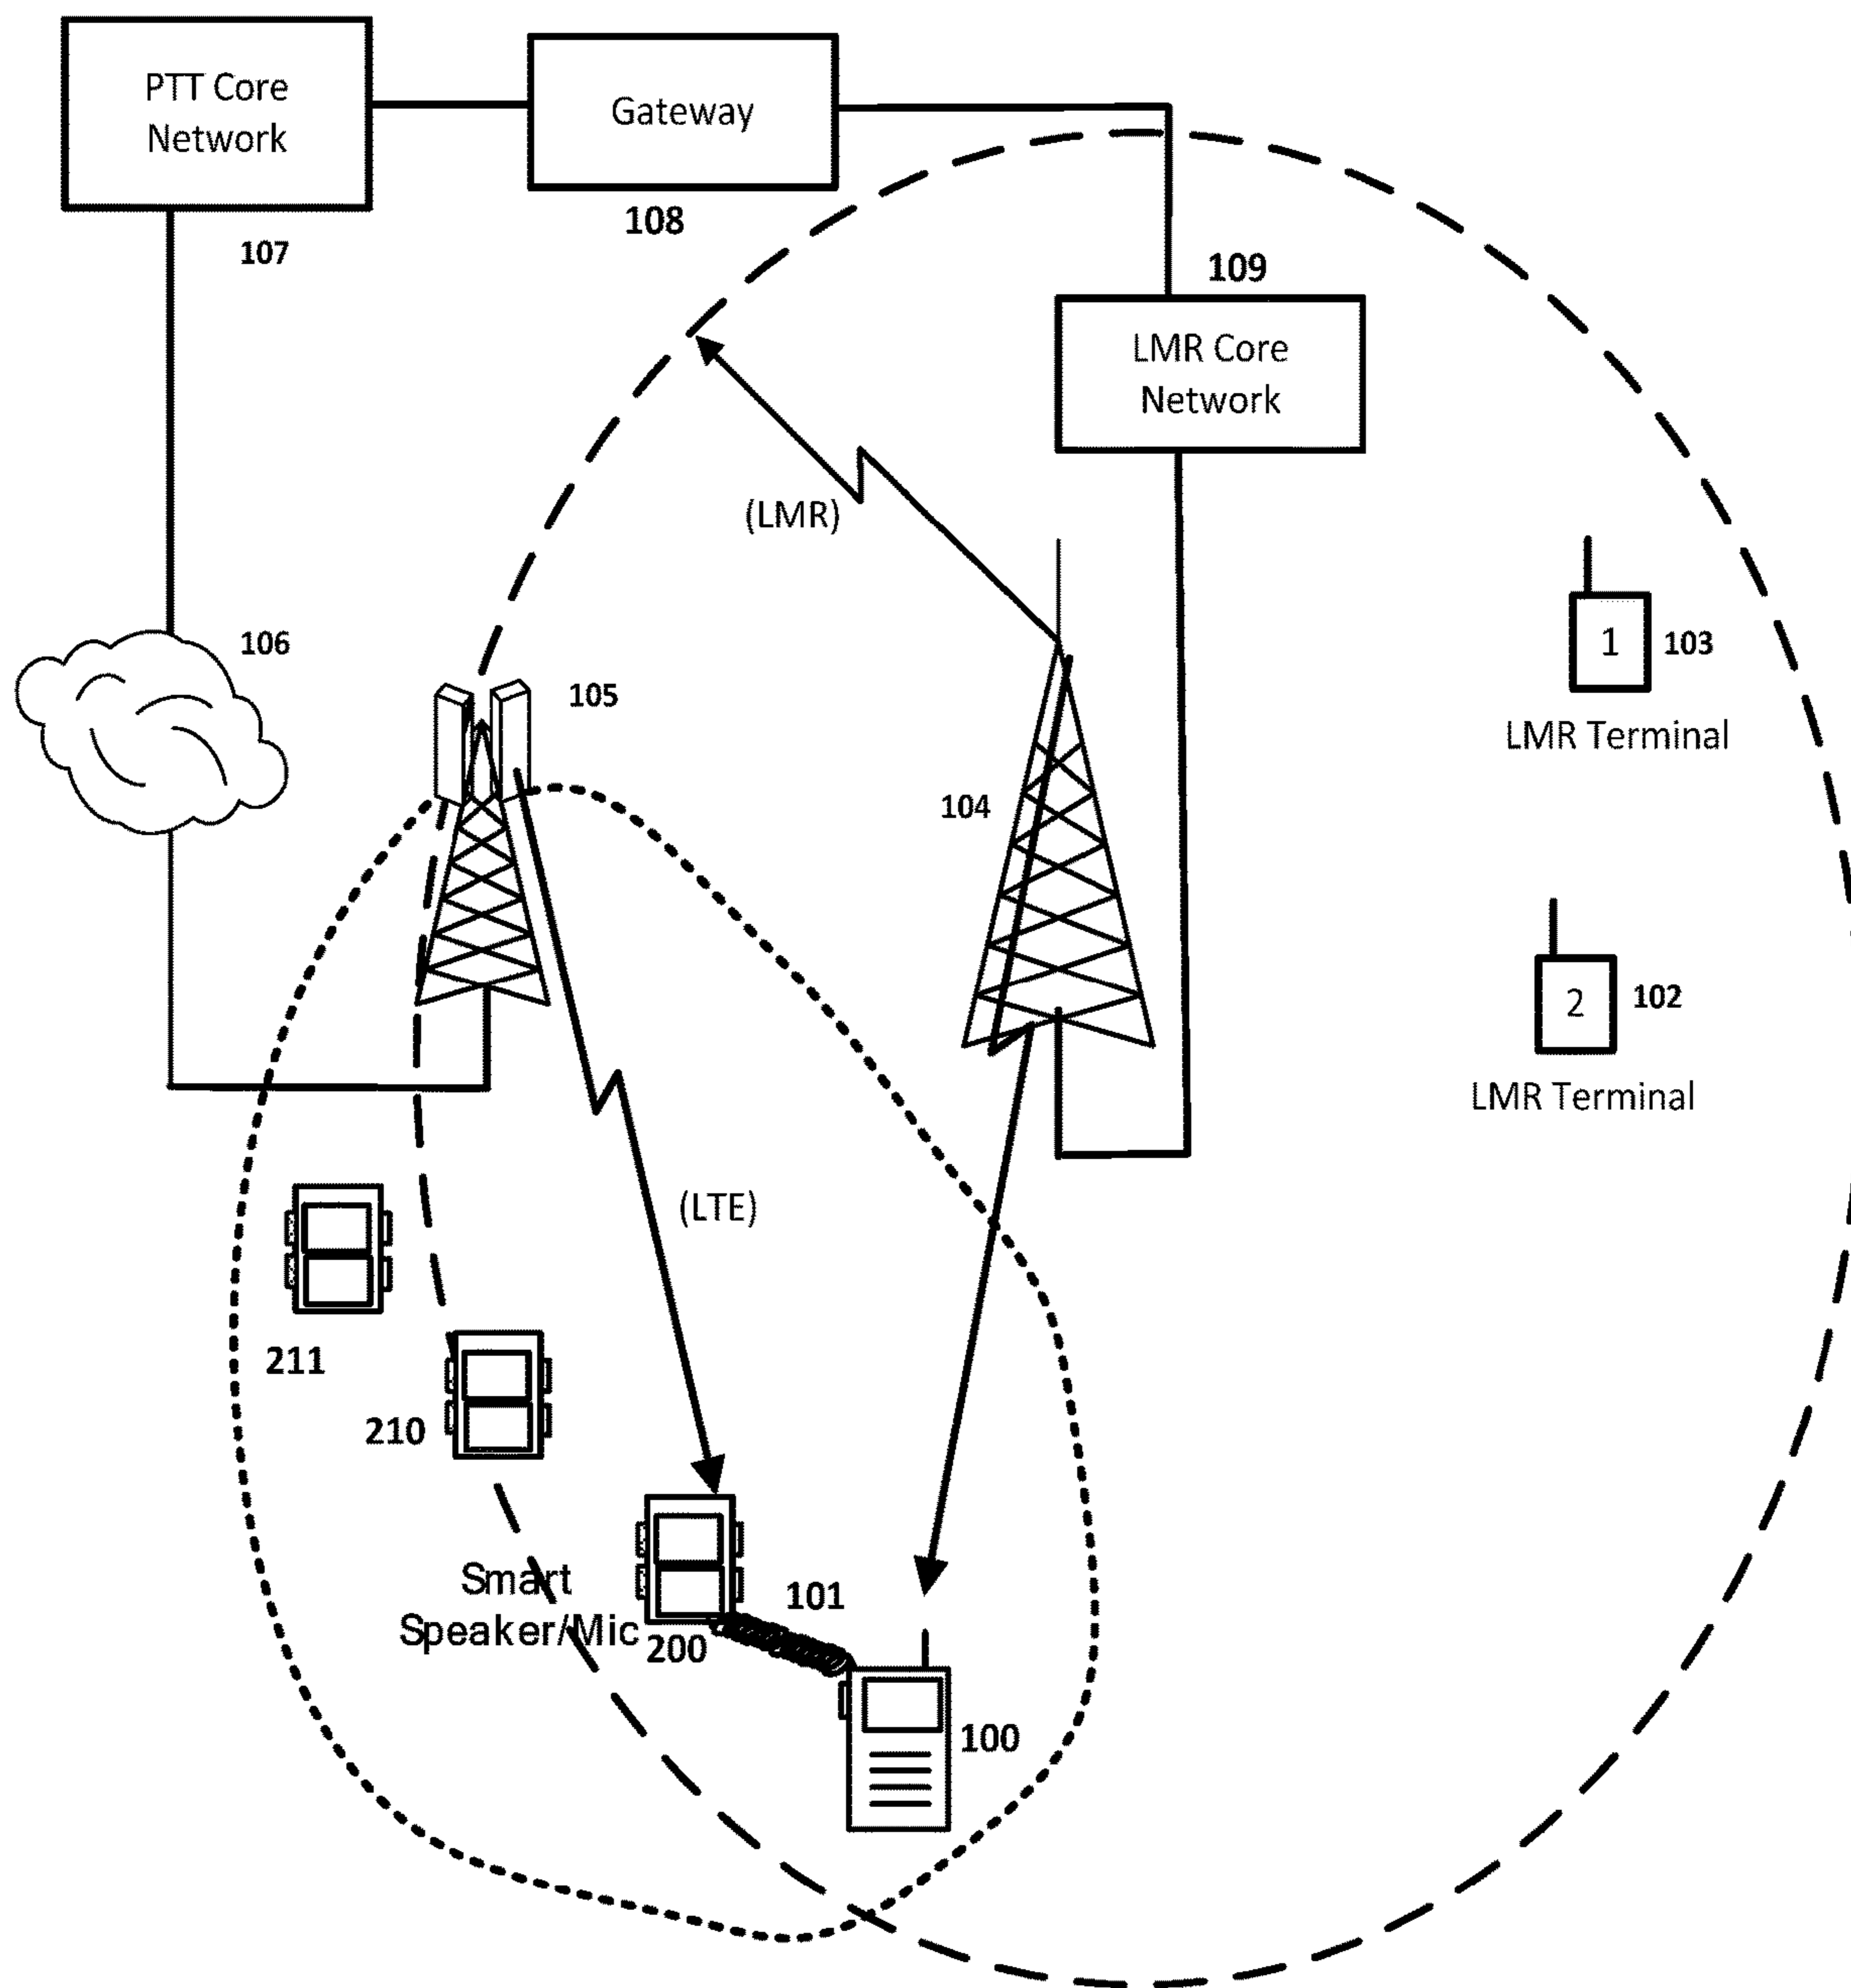 PTT Core
Network
107
Gateway
108
109
LMR Core
Network
(LMR)
106
105
104
1
103
LMR Terminal
2
102
LMR Terminal
(LTE)
211
210
Smart
Speaker/Mic
200
101
100